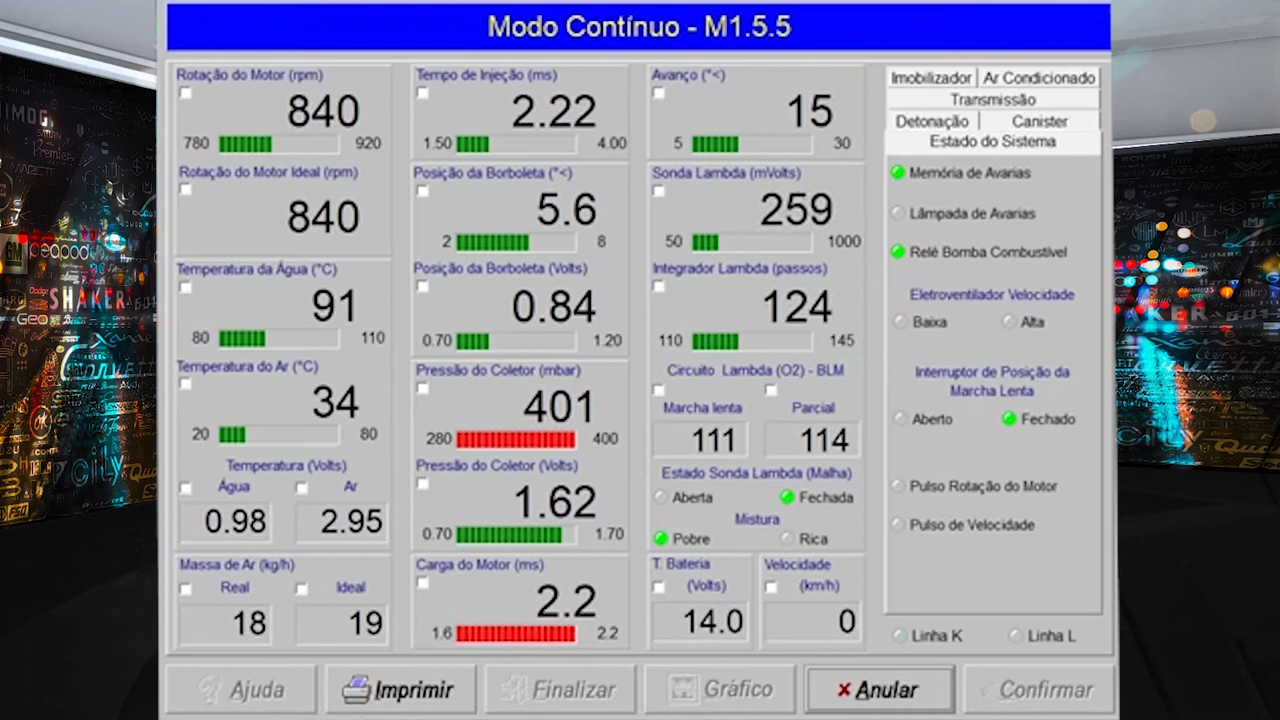 Modo Contínuo - M1.5.5
Rotação do Motor (rpm)
840
780 920
Rotação do Motor Ideal (rpm)
840
Temperatura da Água (°C)
91
80 110
Temperatura do Ar (°C)
34
20 80
Temperatura (Volts)
Água Ar
0.98 2.95
Massa de Ar (kg/h)
Real Ideal
18 19
Tempo de Injeção (ms)
2.22
1.50 4.00
Posição da Borboleta (°<)
5.6
2 8
Posição da Borboleta (Volts)
0.84
0.70 1.20
Pressão do Coletor (mbar)
401
280 400
Pressão do Coletor (Volts)
1.62
0.70 1.70
Carga do Motor (ms)
2.2
1.6 2.2
Avanço (°<)
15
5 30
Sonda Lambda (mVolts)
259
50 1000
Integrador Lambda (passos)
124
110 145
Circuito Lambda (O2) - BLM
Marcha lenta Parcial
111 114
Estado Sonda Lambda (Malha)
Aberta Fechada
Mistura
Pobre Rica
T. Bateria
(Volts)
14.0
Velocidade
(km/h)
0
Imobilizador Ar Condicionado
Transmissão
Detonação Canister
Estado do Sistema
Memória de Avarias
Lâmpada de Avarias
Relé Bomba Combustível
Eletroventilador Velocidade
Baixa Alta
Interruptor de Posição da
Marcha Lenta
Aberto Fechado
Pulso Rotação do Motor
Pulso de Velocidade
Linha K Linha L
Ajuda Imprimir Finalizar Gráfico Anular Confirmar
peapod
SHAKER
Geo
CILY
FSO